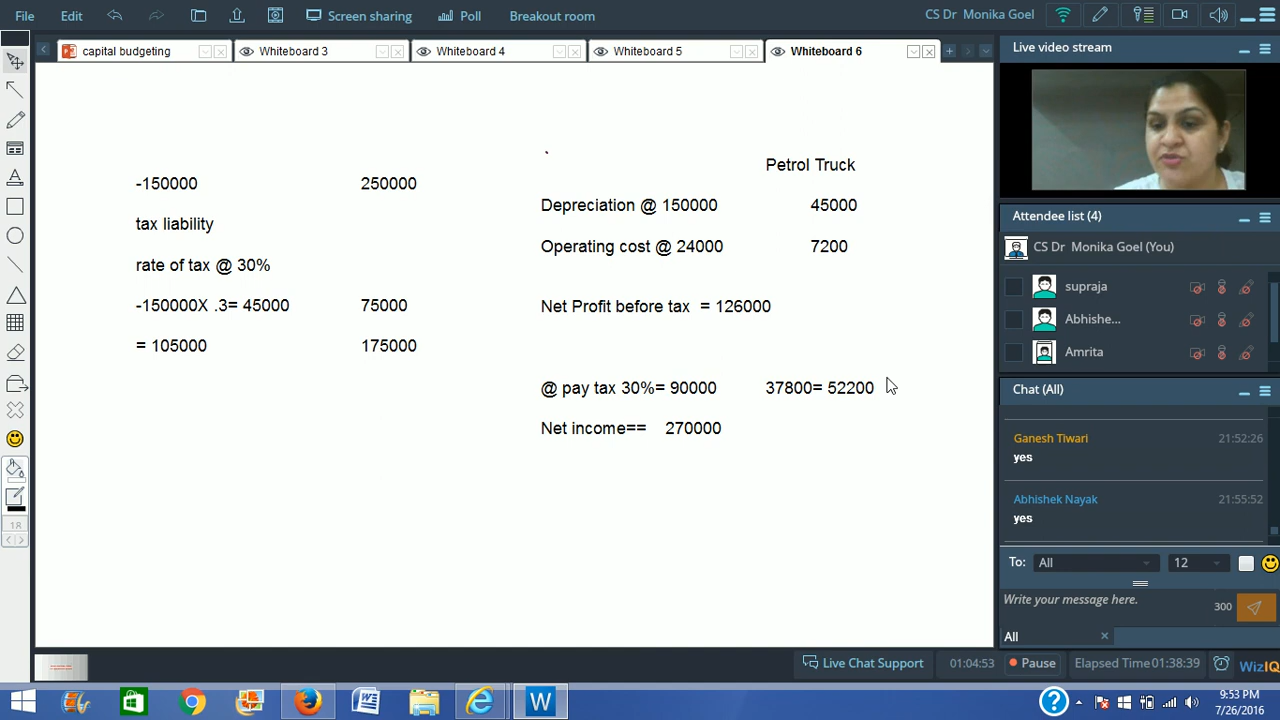 File Edit Screen sharing Poll Breakout room CS Dr Monika Goel
capital budgeting Whiteboard 3 Whiteboard 4 Whiteboard 5 Whiteboard 6
Live video stream
Petrol Truck
-150000 250000
Depreciation @ 150000 45000
tax liability
Operating cost @ 24000 7200
rate of tax @ 30%
-150000X .3= 45000 75000
Net Profit before tax = 126000
= 105000 175000
@ pay tax 30%= 90000 37800= 52200
Net income== 270000
18
Attendee list (4)
CS Dr Monika Goel (You)
supraja
Abhishe...
Amrita
Chat (All)
Ganesh Tiwari 21:52:26
yes
Abhishek Nayak 21:55:52
yes
To: All 12
Write your message here. 300
All
Live Chat Support 01:04:53 Pause Elapsed Time 01:38:39 WizIQ
9:53 PM
7/26/2016